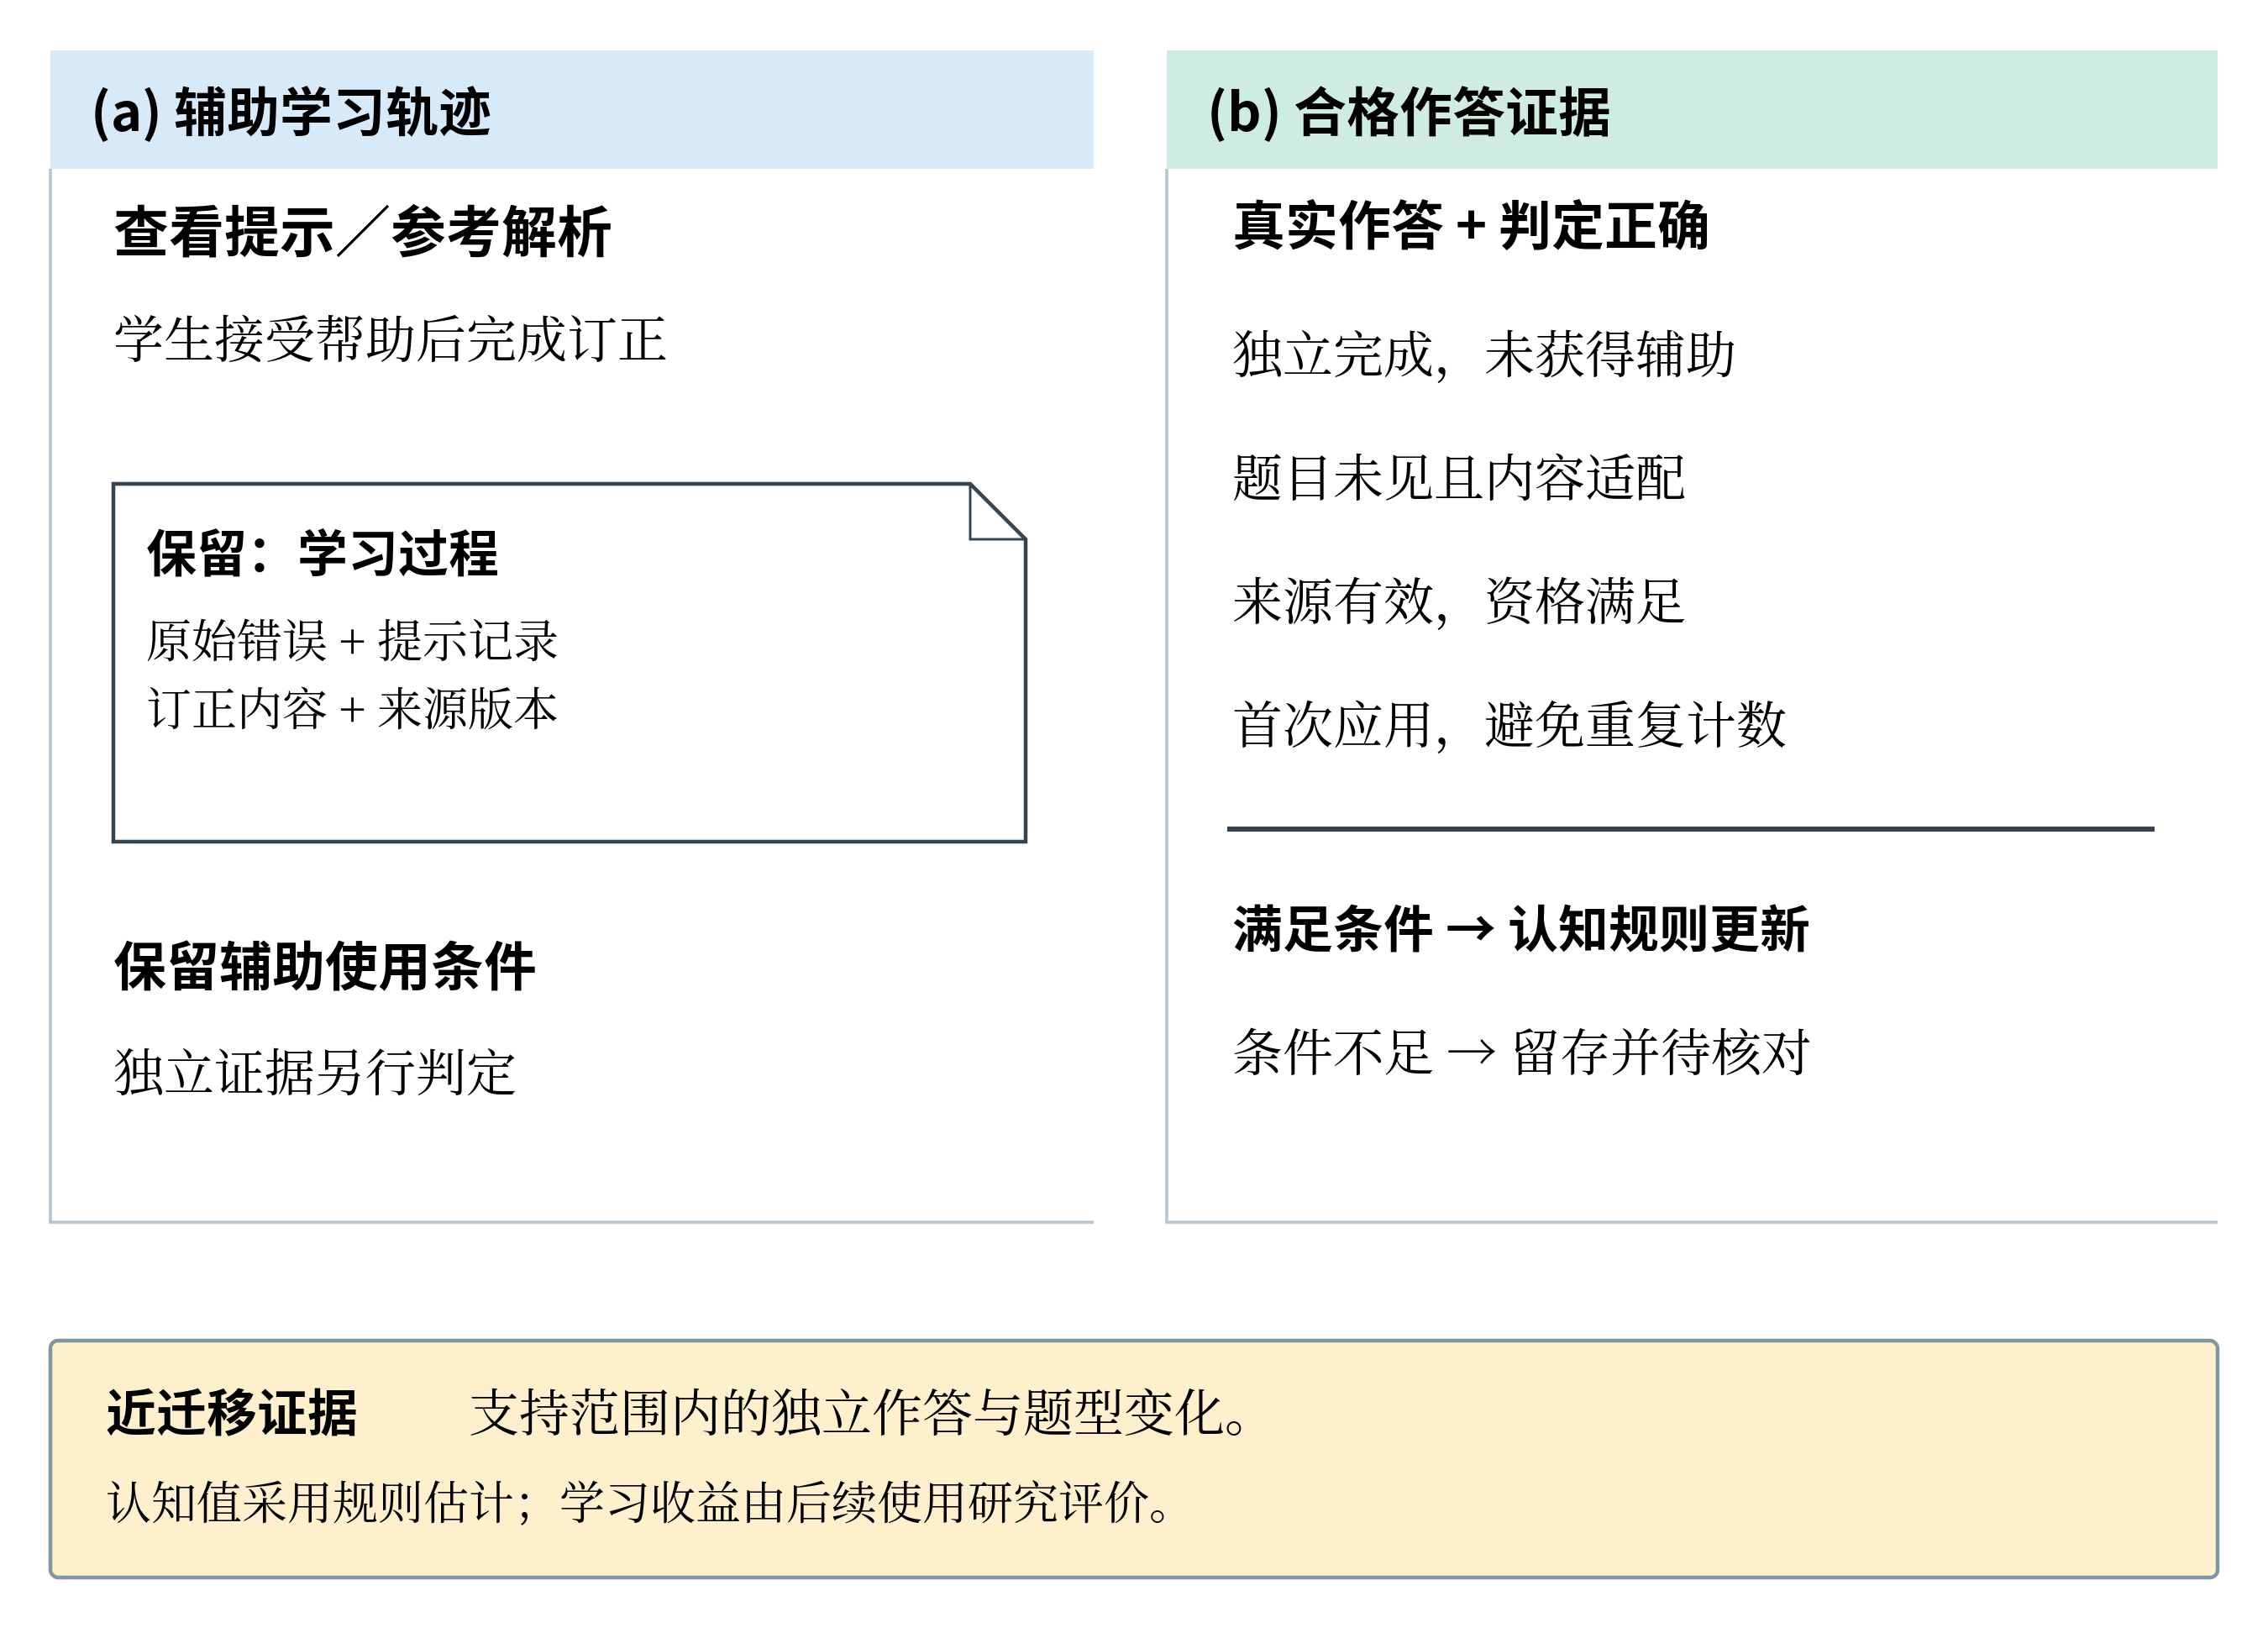 (a) 辅助学习轨迹
查看提示／参考解析
学生接受帮助后完成订正
保留：学习过程
原始错误 + 提示记录
订正内容 + 来源版本
保留辅助使用条件
独立证据另行判定
(b) 合格作答证据
真实作答 + 判定正确
独立完成，未获得辅助
题目未见且内容适配
来源有效，资格满足
首次应用，避免重复计数
满足条件 → 认知规则更新
条件不足 → 留存并待核对
近迁移证据 支持范围内的独立作答与题型变化。
认知值采用规则估计；学习收益由后续使用研究评价。